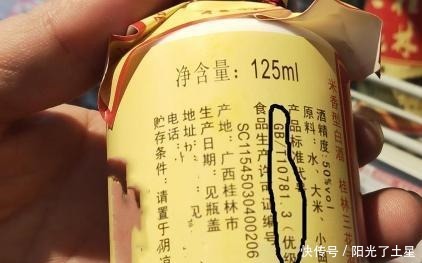 净含量：125ml
米香型白酒 桂林三花
酒精度：50%vol
原料：水、大米、小
产品标准代号
GB/T10781.3(优级
食品生产许可证编号
SC11545030400206
产地：广西桂林市
生产日期：见瓶盖
地址：
电话：
贮存条件：请置于阴凉
快传号/阳光了土星